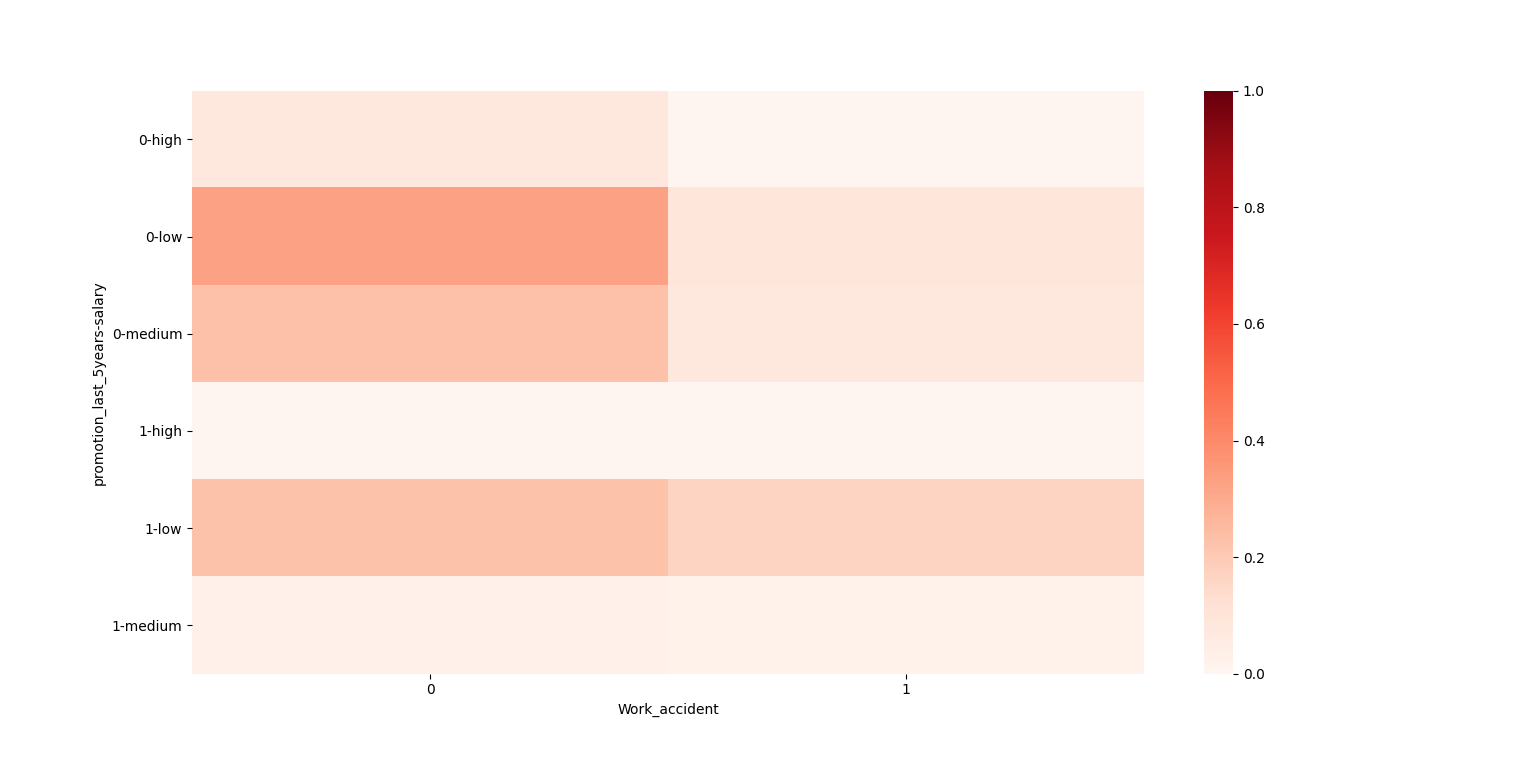 promotion_last_5years-salary
0-high
0-low
0-medium
1-high
1-low
1-medium
0
1
Work_accident
1.0
0.8
0.6
0.4
0.2
0.0